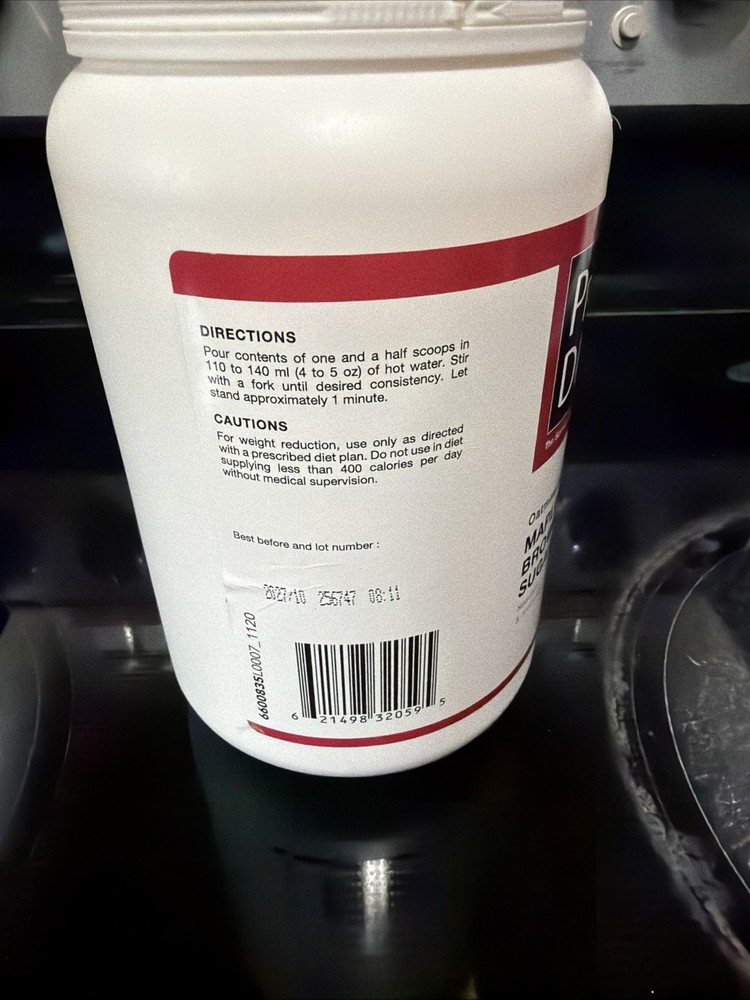 DIRECTIONS
Pour contents of one and a half scoops in
110 to 140 ml (4 to 5 oz) of hot water. Stir
with a fork until desired consistency. Let
stand approximately 1 minute.
CAUTIONS
For weight reduction, use only as directed
with a prescribed diet plan. Do not use in diet
supplying less than 400 calories per day
without medical supervision.
Best before and lot number :
2027/10 256747 08:11
6600835L0007_1120
6 21498 32059 5